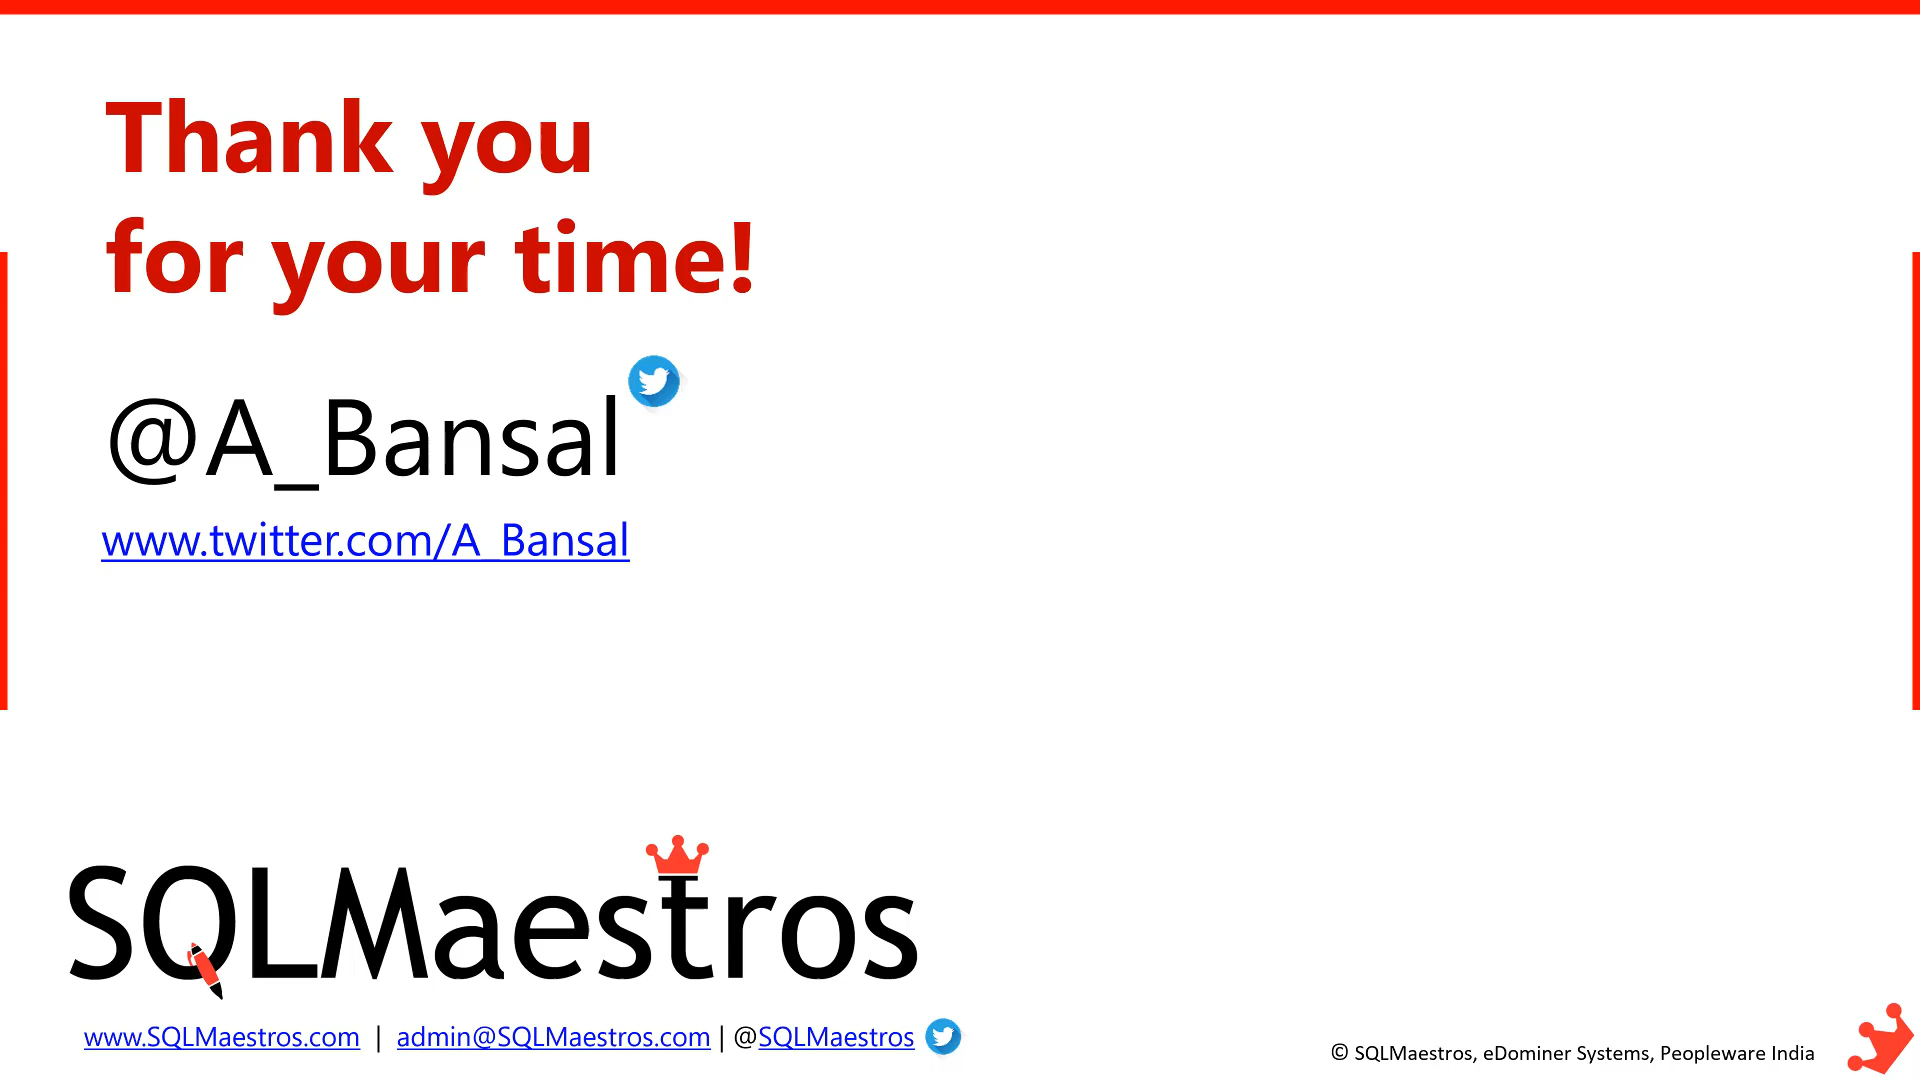 Thank you
for your time!
@A_Bansal
www.twitter.com/A_Bansal
SQLMaestros
www.SQLMaestros.com | admin@SQLMaestros.com | @SQLMaestros
© SQLMaestros, eDominer Systems, Peopleware India